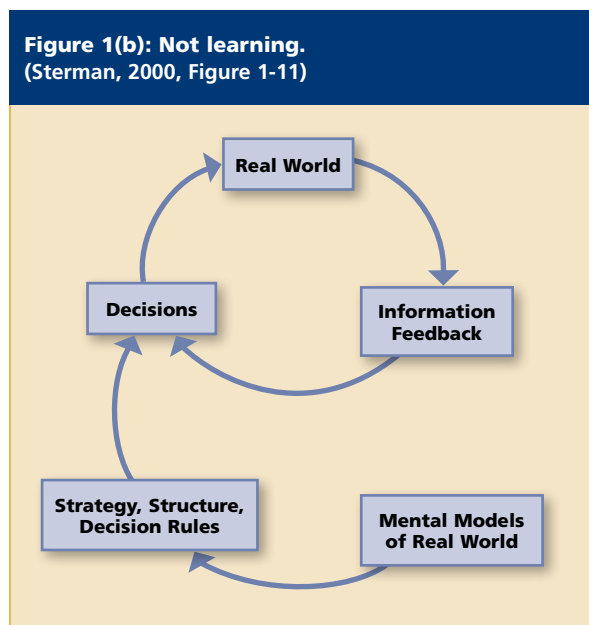 Figure 1(b): Not learning.
(Sterman, 2000, Figure 1-11)
Real World
Decisions
Information
Feedback
Strategy, Structure,
Decision Rules
Mental Models
of Real World